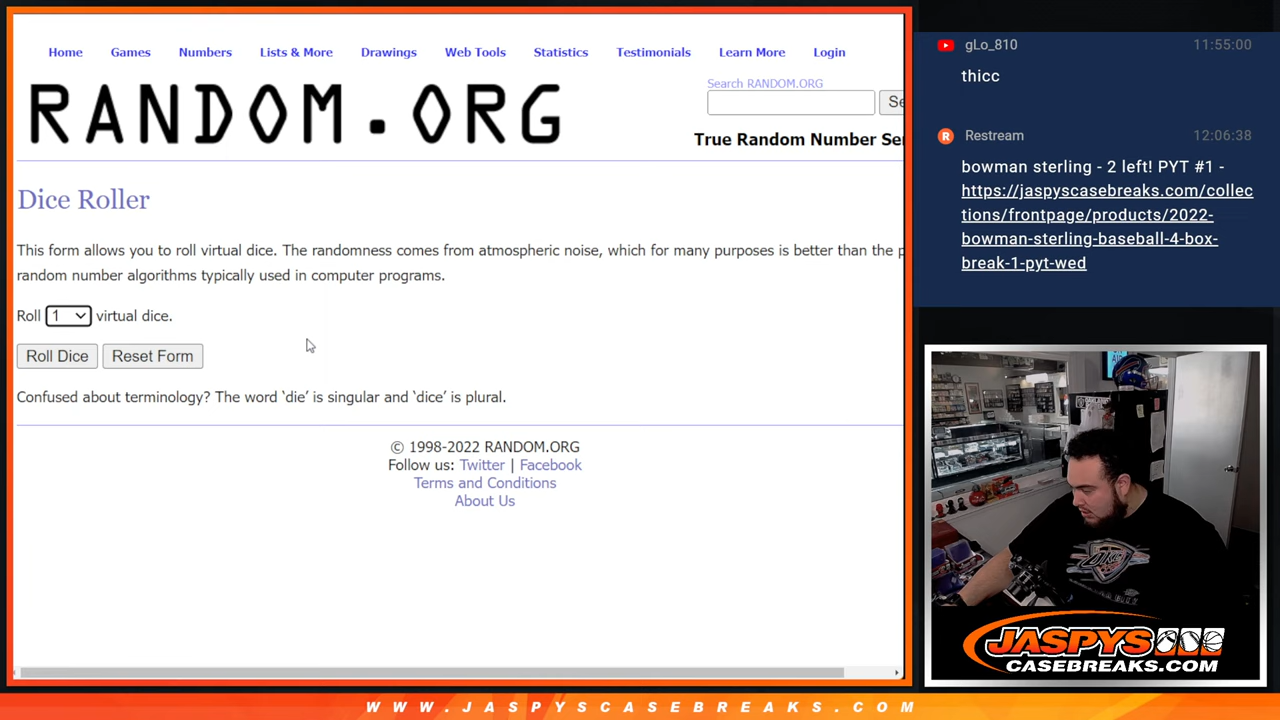 Home Games Numbers Lists & More Drawings Web Tools Statistics Testimonials Learn More Login
Search RANDOM.ORG
RANDOM.ORG
Se
True Random Number Ser
Dice Roller
This form allows you to roll virtual dice. The randomness comes from atmospheric noise, which for many purposes is better than the p
random number algorithms typically used in computer programs.
Roll 1 virtual dice.
Roll Dice Reset Form
Confused about terminology? The word ‘die’ is singular and ‘dice’ is plural.
© 1998-2022 RANDOM.ORG
Follow us: Twitter | Facebook
Terms and Conditions
About Us
gLo_810 11:55:00
thicc
Restream 12:06:38
bowman sterling - 2 left! PYT #1 -
https://jaspyscasebreaks.com/collec
tions/frontpage/products/2022-
bowman-sterling-baseball-4-box-
break-1-pyt-wed
JASPYS
CASEBREAKS.COM
WWW.JASPYSCASEBREAKS.COM